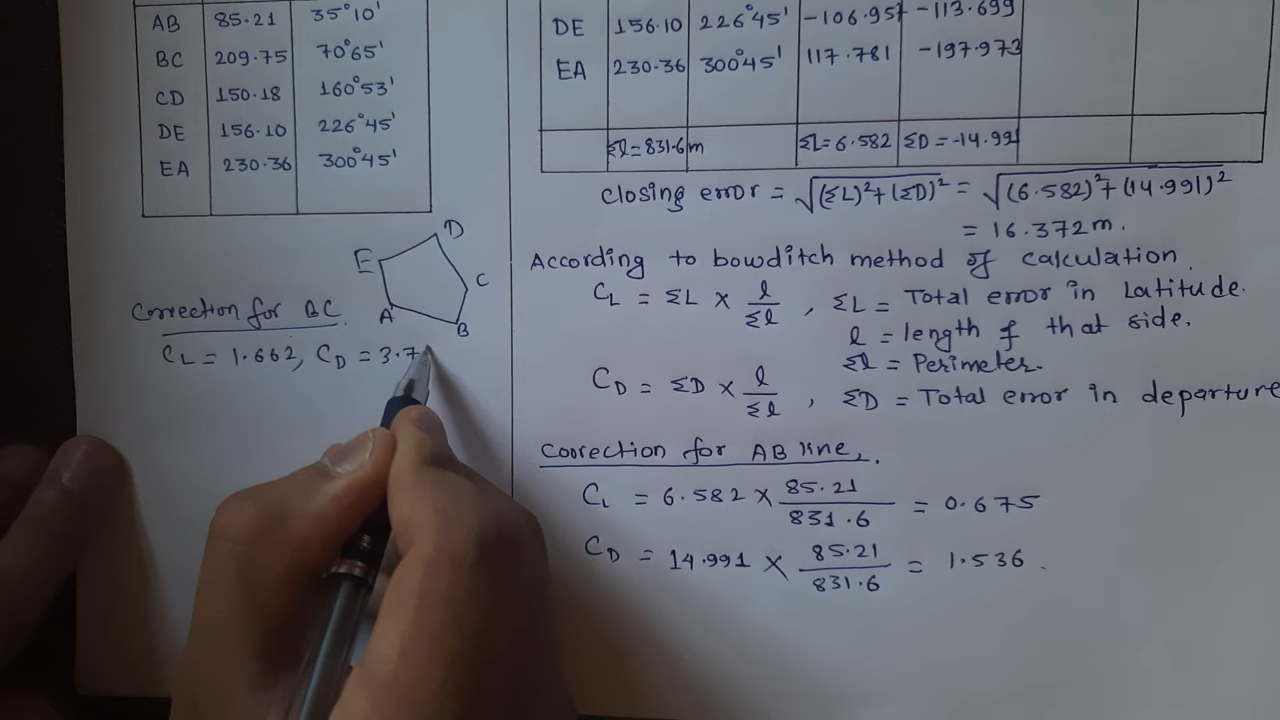 AB 85.21 35°10'
BC 209.75 70°65'
CD 150.18 160°53'
DE 156.10 226°45'
EA 230.36 300°45'
E D C B A
Correction for BC.
CL = 1.662, CD = 3.7
DE 156.10 226°45' -106.957 -113.699
EA 230.36 300°45' 117.781 -197.973
Σl = 831.6m ΣL = 6.582 ΣD = -14.991
Closing error = √(ΣL)²+(ΣD)² = √(6.582)²+(14.991)²
= 16.372m.
According to bowditch method of calculation.
CL = ΣL × l/Σl , ΣL = Total error in Latitude.
l = length of that side.
Σl = Perimeter.
CD = ΣD × l/Σl , ΣD = Total error in departure
Correction for AB line,.
CL = 6.582 × 85.21/831.6 = 0.675
CD = 14.991 × 85.21/831.6 = 1.536.